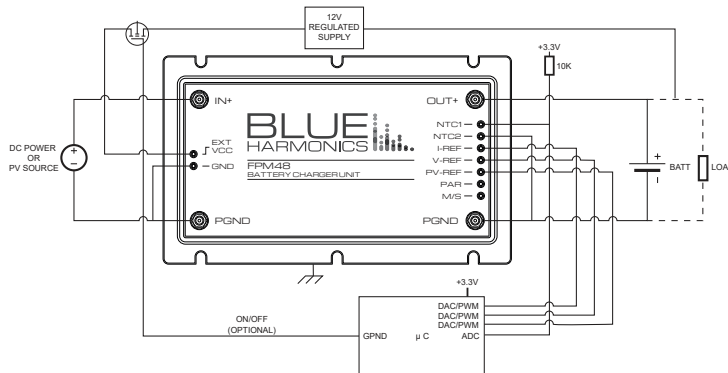 12V
REGULATED
SUPPLY
+3.3V
10K
IN+
OUT+
BLUE
HARMONICS
FPM48
BATTERY CHARGER UNIT
EXT
VCC
GND
NTC1
NTC2
I-REF
V-REF
PV-REF
PAR
M/S
PGND
PGND
DC POWER
OR
PV SOURCE
+
−
+
BATT
LOA
ON/OFF
(OPTIONAL)
+3.3V
DAC/PWM
DAC/PWM
DAC/PWM
GPND
µ C
ADC